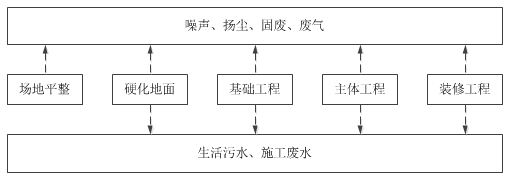 噪声、扬尘、固废、废气
场地平整
硬化地面
基础工程
主体工程
装修工程
生活污水、施工废水